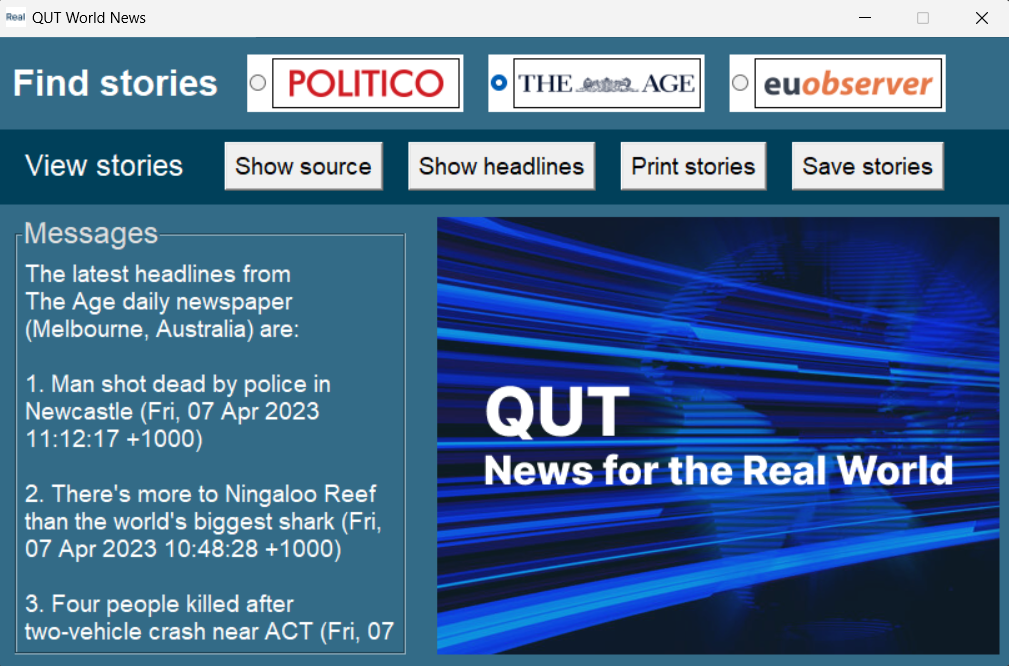 Real QUT World News
Find stories
POLITICO
THE AGE
euobserver
View stories
Show source
Show headlines
Print stories
Save stories
Messages
The latest headlines from
The Age daily newspaper
(Melbourne, Australia) are:
1. Man shot dead by police in
Newcastle (Fri, 07 Apr 2023
11:12:17 +1000)
2. There's more to Ningaloo Reef
than the world's biggest shark (Fri,
07 Apr 2023 10:48:28 +1000)
3. Four people killed after
two-vehicle crash near ACT (Fri, 07
QUT
News for the Real World